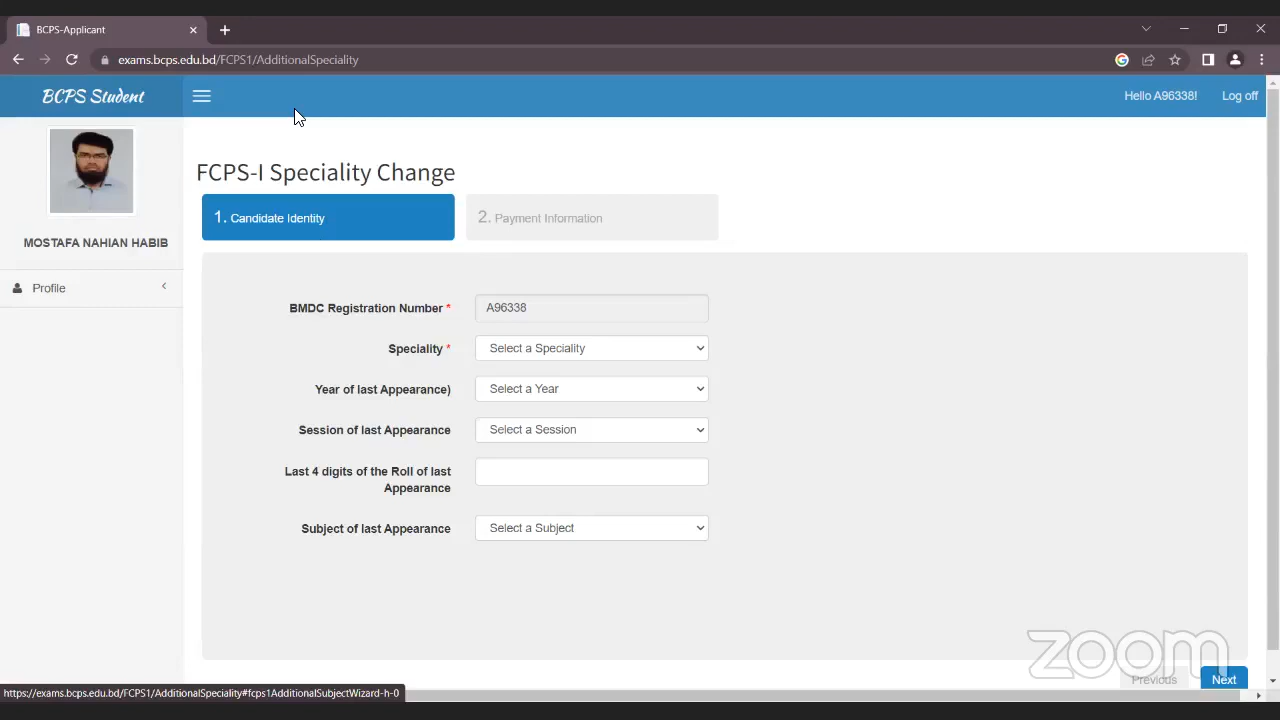 BCPS-Applicant
exams.bcps.edu.bd/FCPS1/AdditionalSpeciality
BCPS Student
Hello A96338!
Log off
MOSTAFA NAHIAN HABIB
Profile
FCPS-I Speciality Change
1. Candidate Identity
2. Payment Information
BMDC Registration Number *
A96338
Speciality *
Select a Speciality
Year of last Appearance)
Select a Year
Session of last Appearance
Select a Session
Last 4 digits of the Roll of last
Appearance
Subject of last Appearance
Select a Subject
zoom
Previous
Next
https://exams.bcps.edu.bd/FCPS1/AdditionalSpeciality#fcps1AdditionalSubjectWizard-h-0